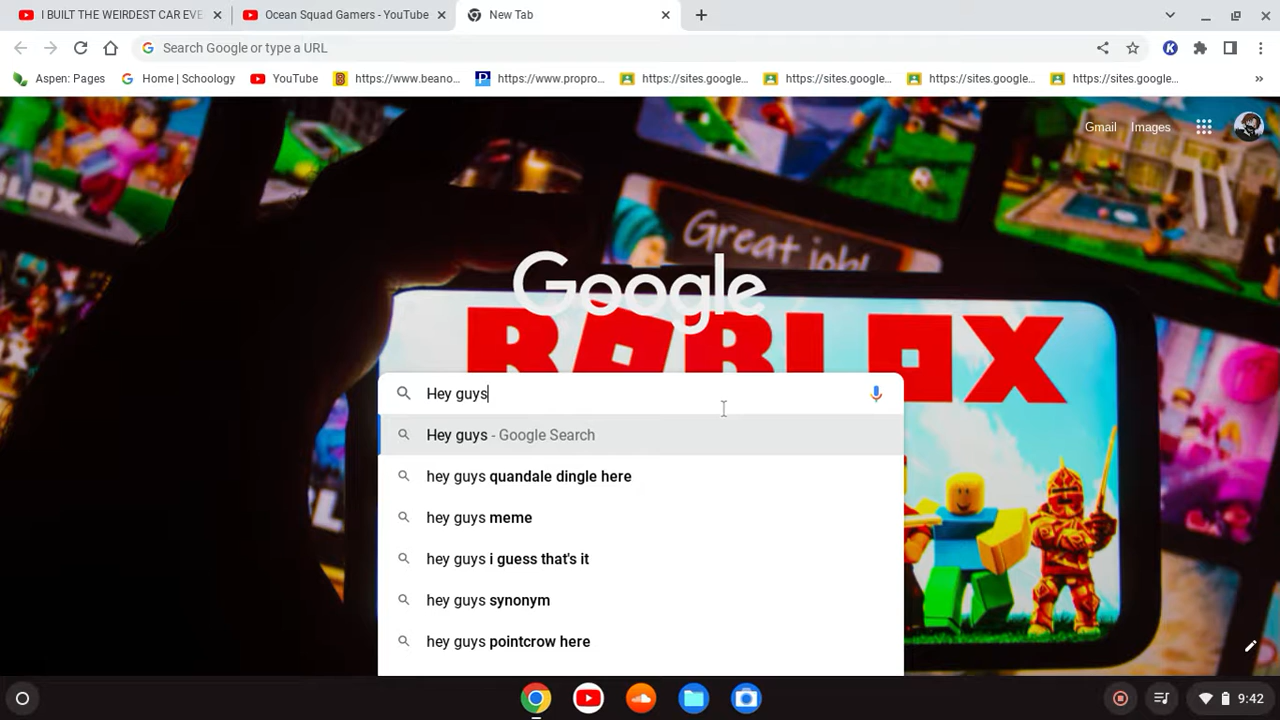 I BUILT THE WEIRDEST CAR EVE
Ocean Squad Gamers - YouTube
New Tab
Search Google or type a URL
Aspen: Pages
Home | Schoology
YouTube
https://www.beano...
https://www.propro...
https://sites.google...
https://sites.google...
https://sites.google...
https://sites.google...
»
Gmail
Images
BLOX
Great job!
Google
ROBLOX
Hey guys
Hey guys - Google Search
hey guys quandale dingle here
hey guys meme
hey guys i guess that's it
hey guys synonym
hey guys pointcrow here
9:42